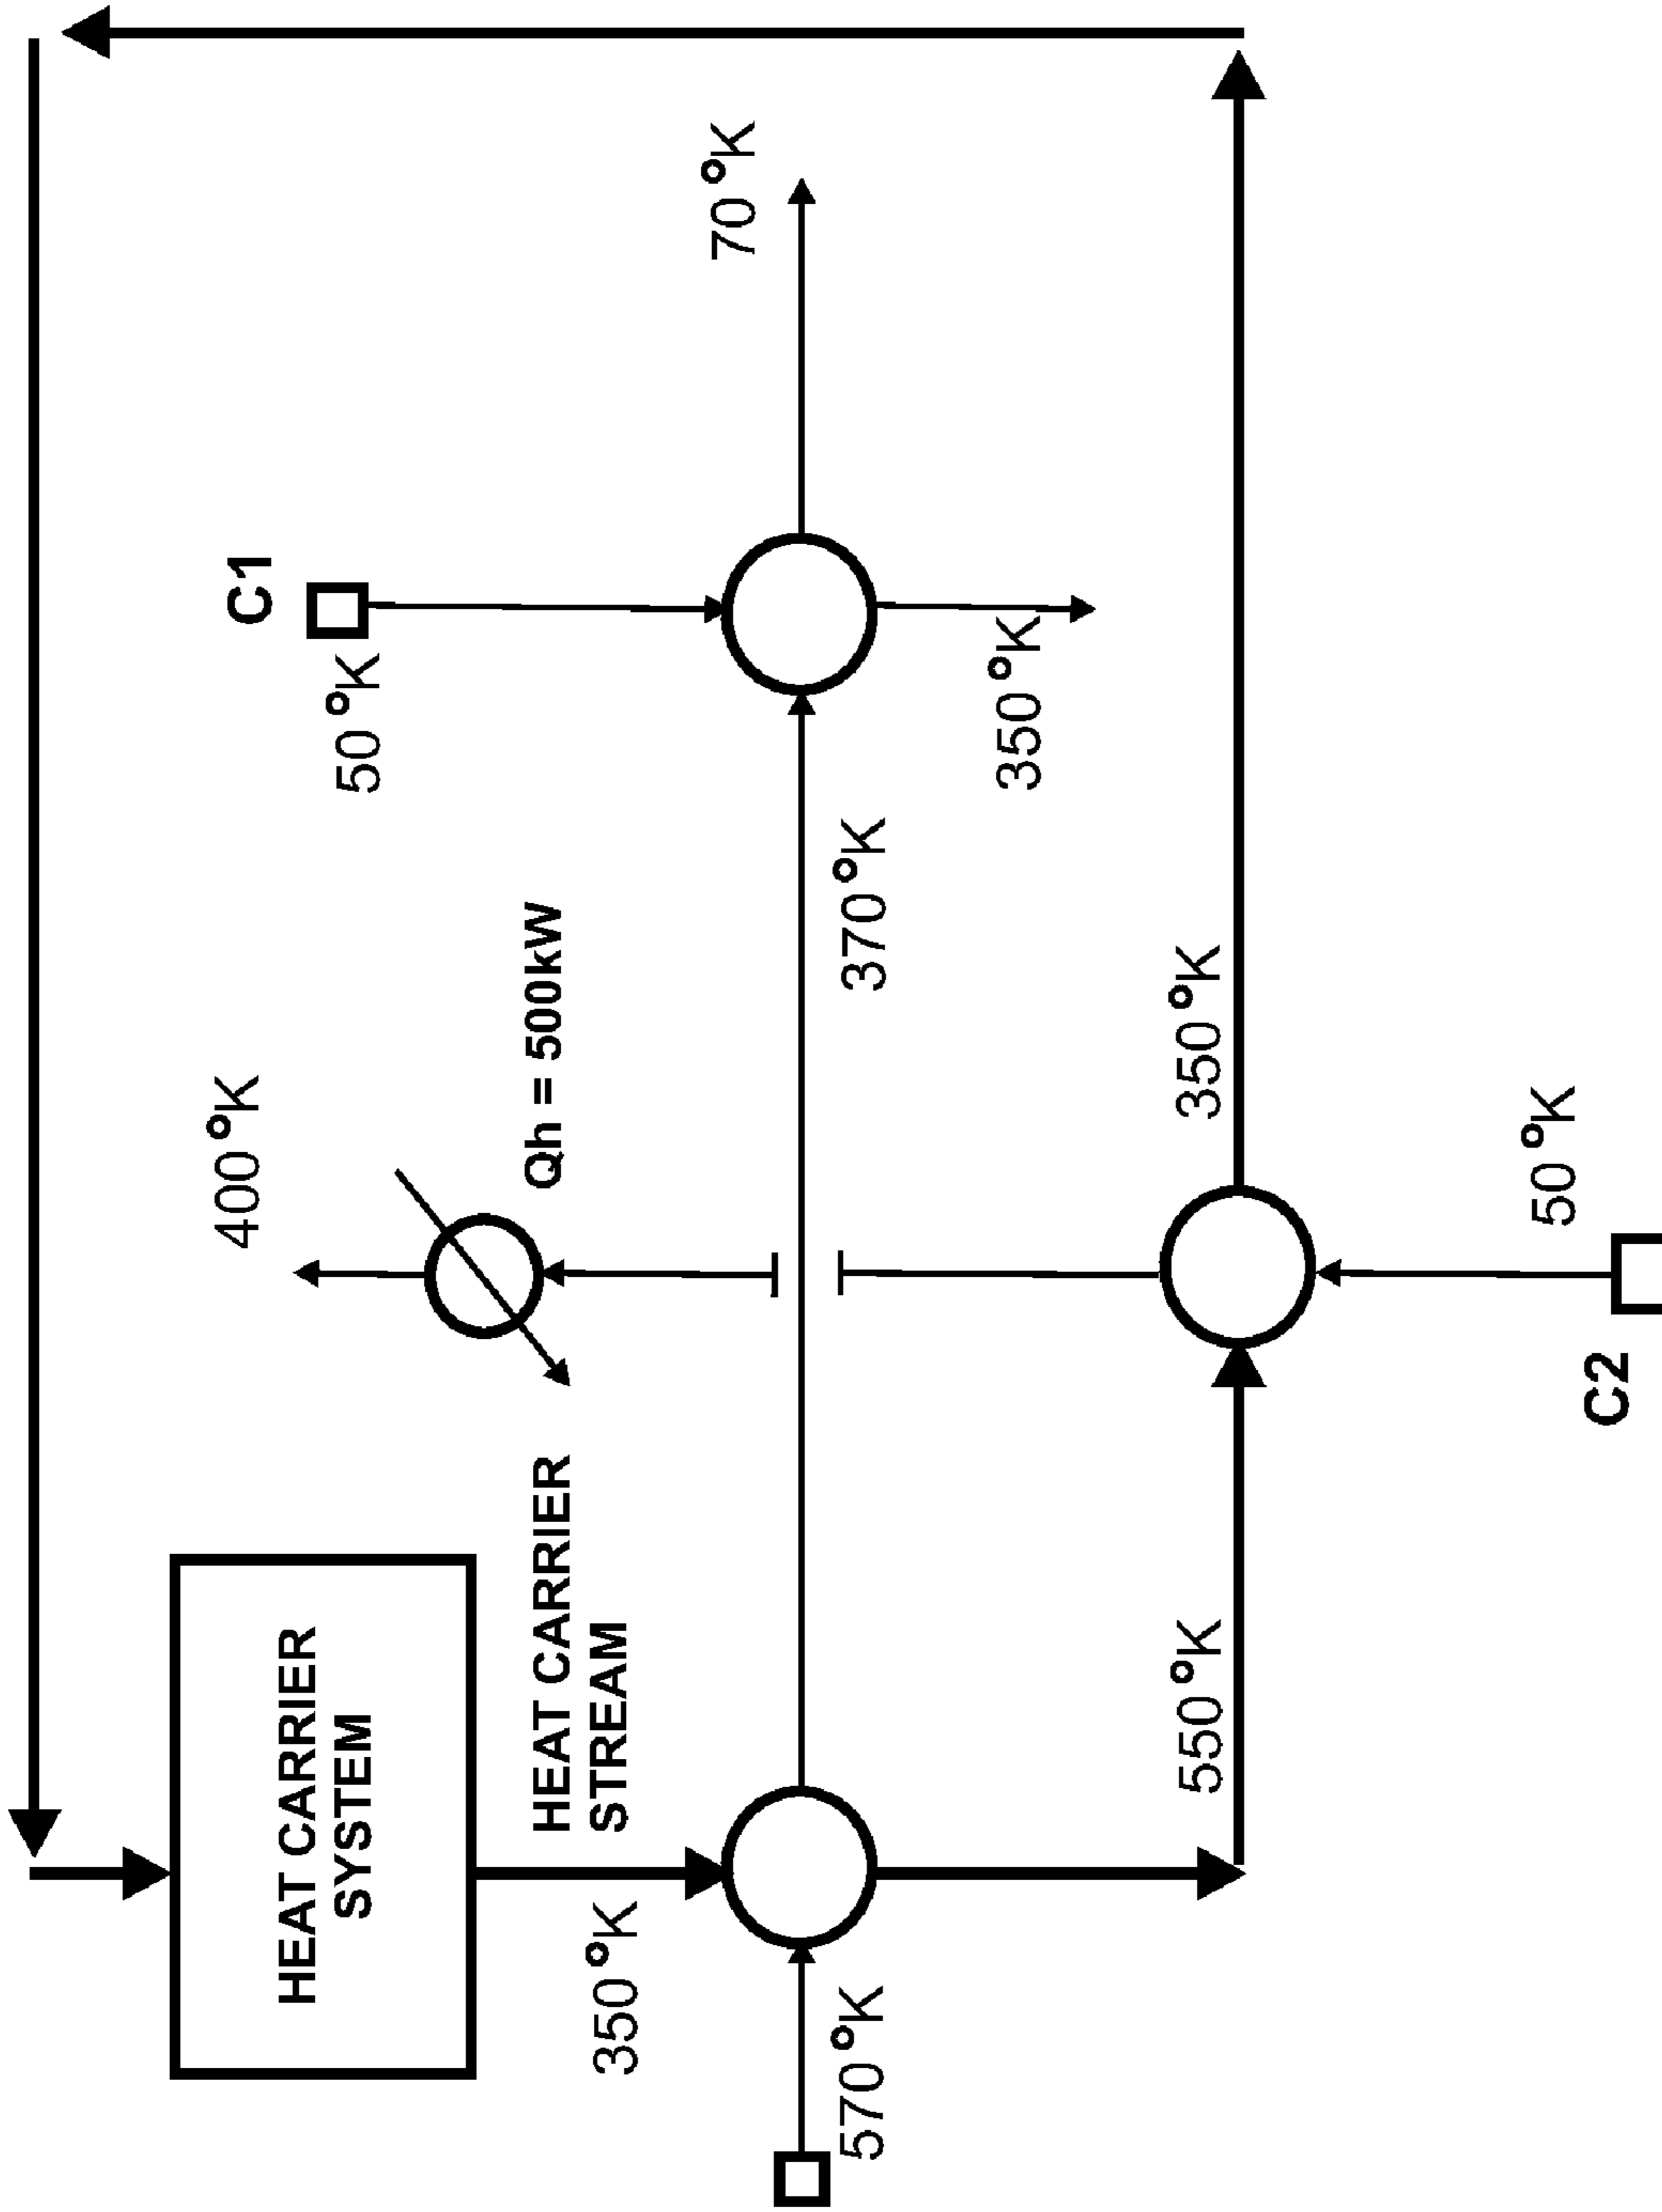 HEAT CARRIER
SYSTEM
400 °K
50 °K
C1
350 °K
HEAT CARRIER
STREAM
Qh = 500kW
570 °K
370 °K
350 °K
70 °K
550 °K
350 °K
C2
50 °K